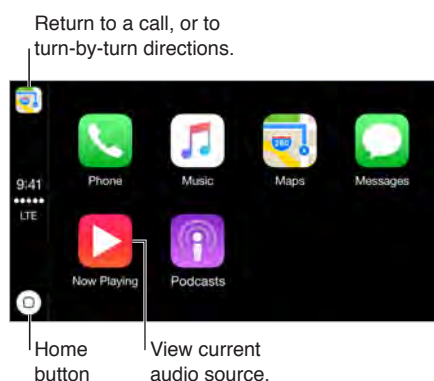 Return to a call, or to
turn-by-turn directions.
280
Phone Music Maps Messages
9:41
LTE
Now Playing Podcasts
Home
button
View current
audio source.